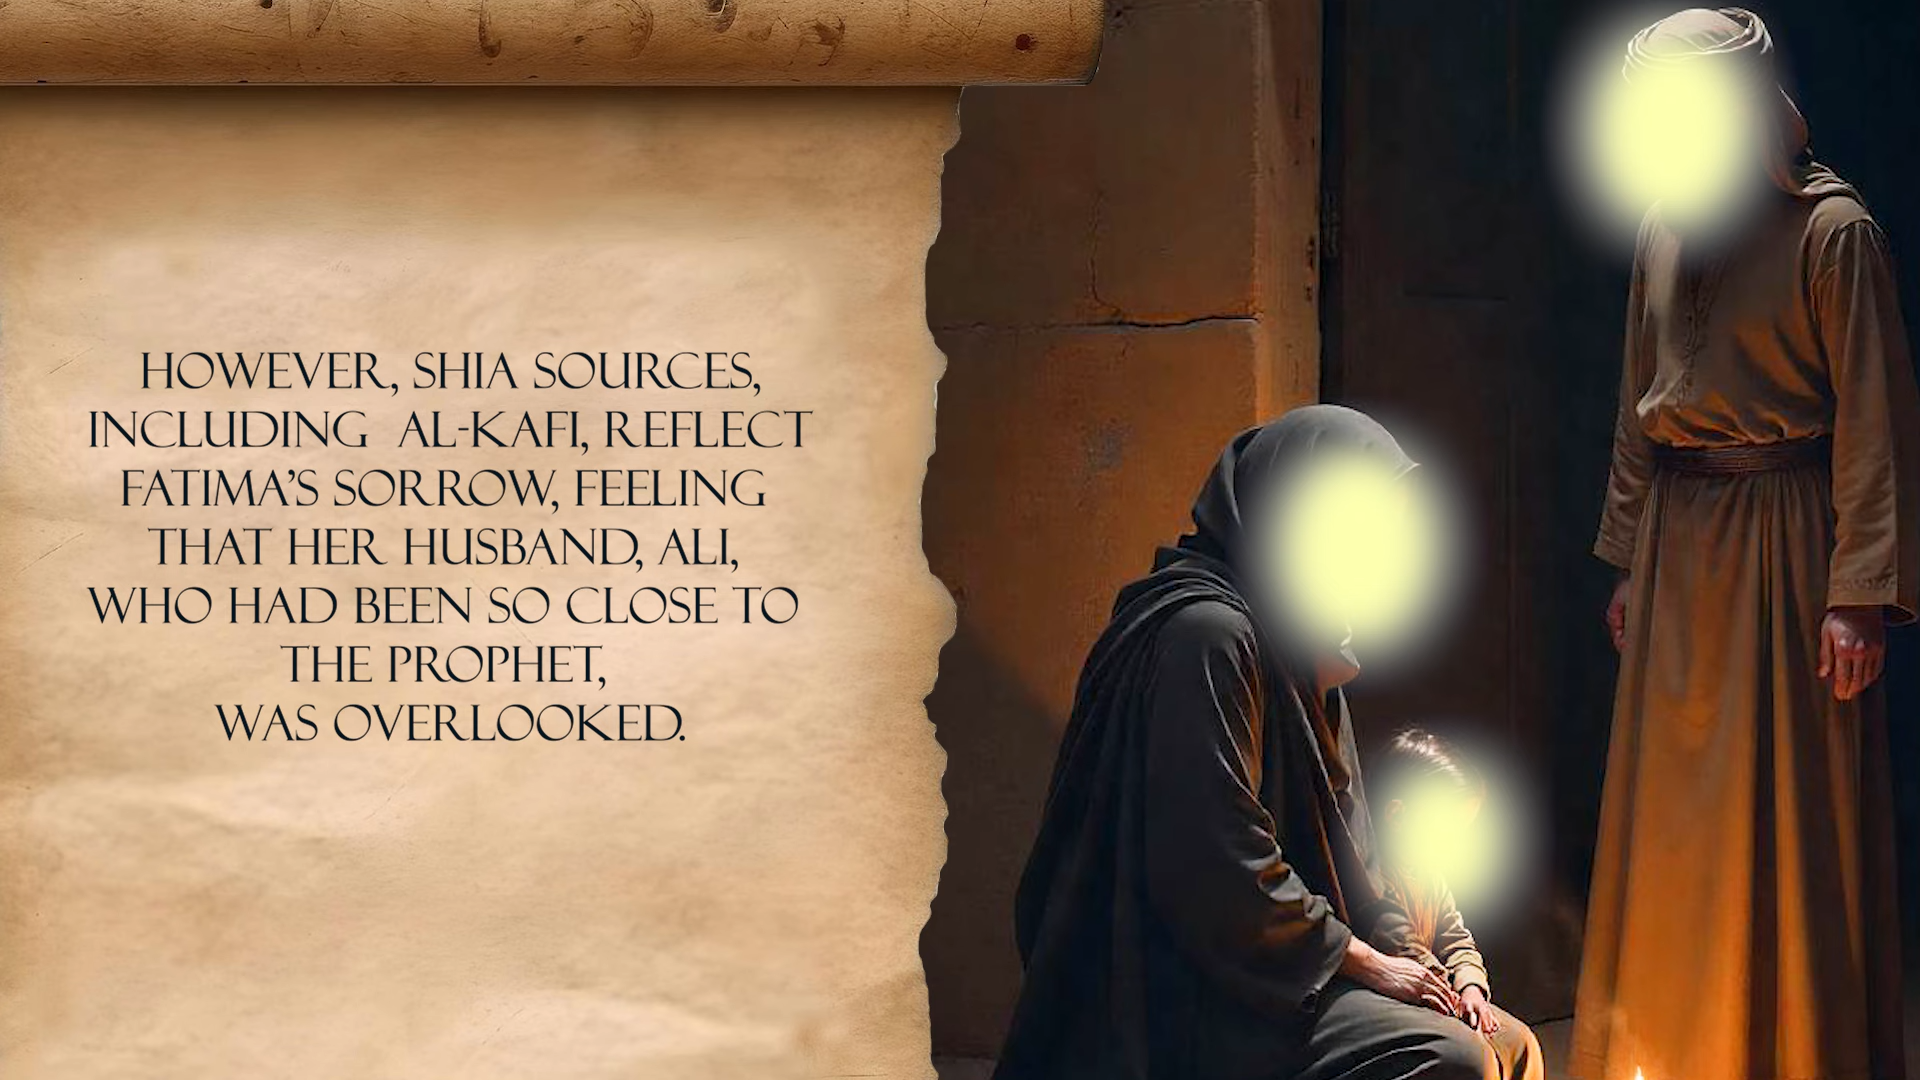 HOWEVER, SHIA SOURCES,
INCLUDING AL-KAFI, REFLECT
FATIMA'S SORROW, FEELING
THAT HER HUSBAND, ALI,
WHO HAD BEEN SO CLOSE TO
THE PROPHET,
WAS OVERLOOKED.